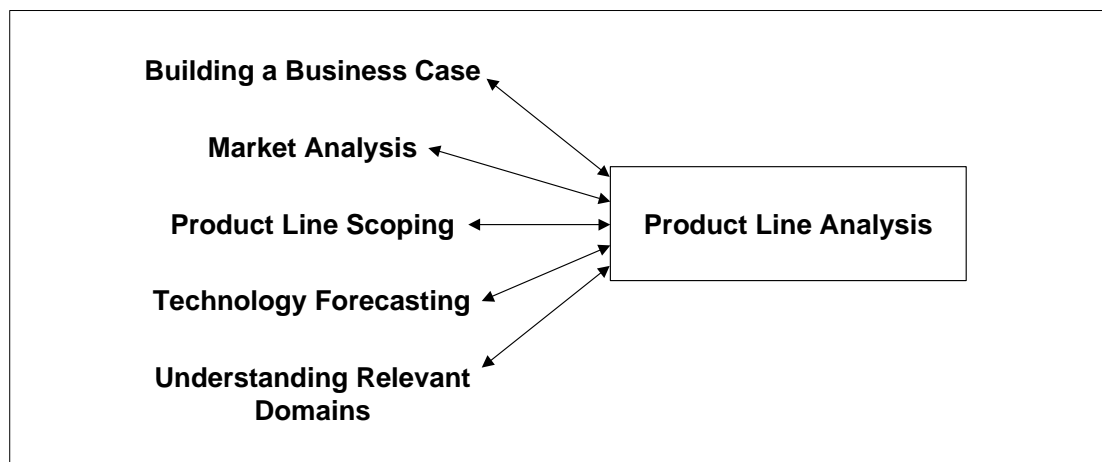 Building a Business Case
Market Analysis
Product Line Scoping
Product Line Analysis
Technology Forecasting
Understanding Relevant
Domains